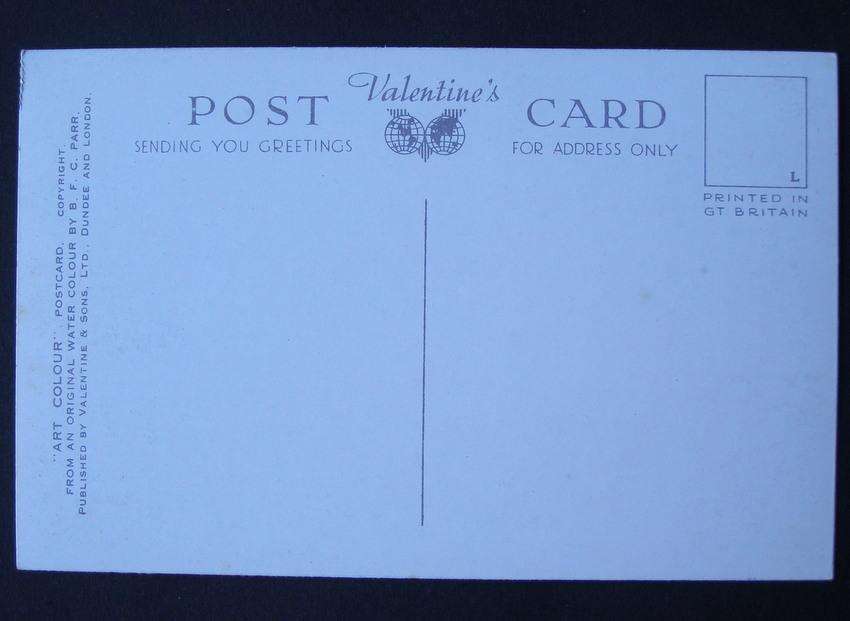 Valentine's
POST CARD
SENDING YOU GREETINGS
FOR ADDRESS ONLY
L
PRINTED IN
GT BRITAIN
"ART COLOUR". POSTCARD. COPYRIGHT.
FROM AN ORIGINAL WATER COLOUR BY B. F. C. PARR.
PUBLISHED BY VALENTINE & SONS, LTD., DUNDEE AND LONDON.